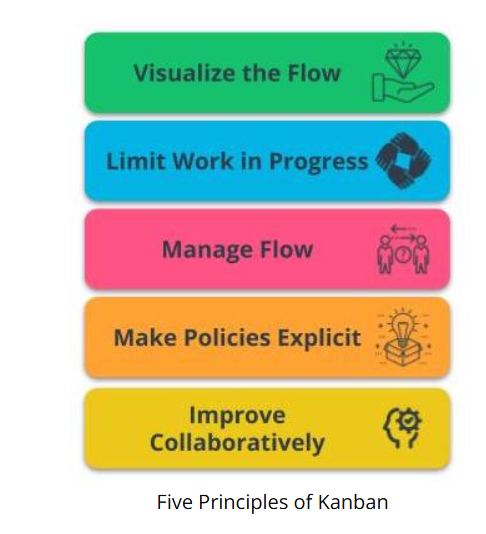 Visualize the Flow
Limit Work in Progress
Manage Flow
?
Make Policies Explicit
Improve
Collaboratively
Five Principles of Kanban